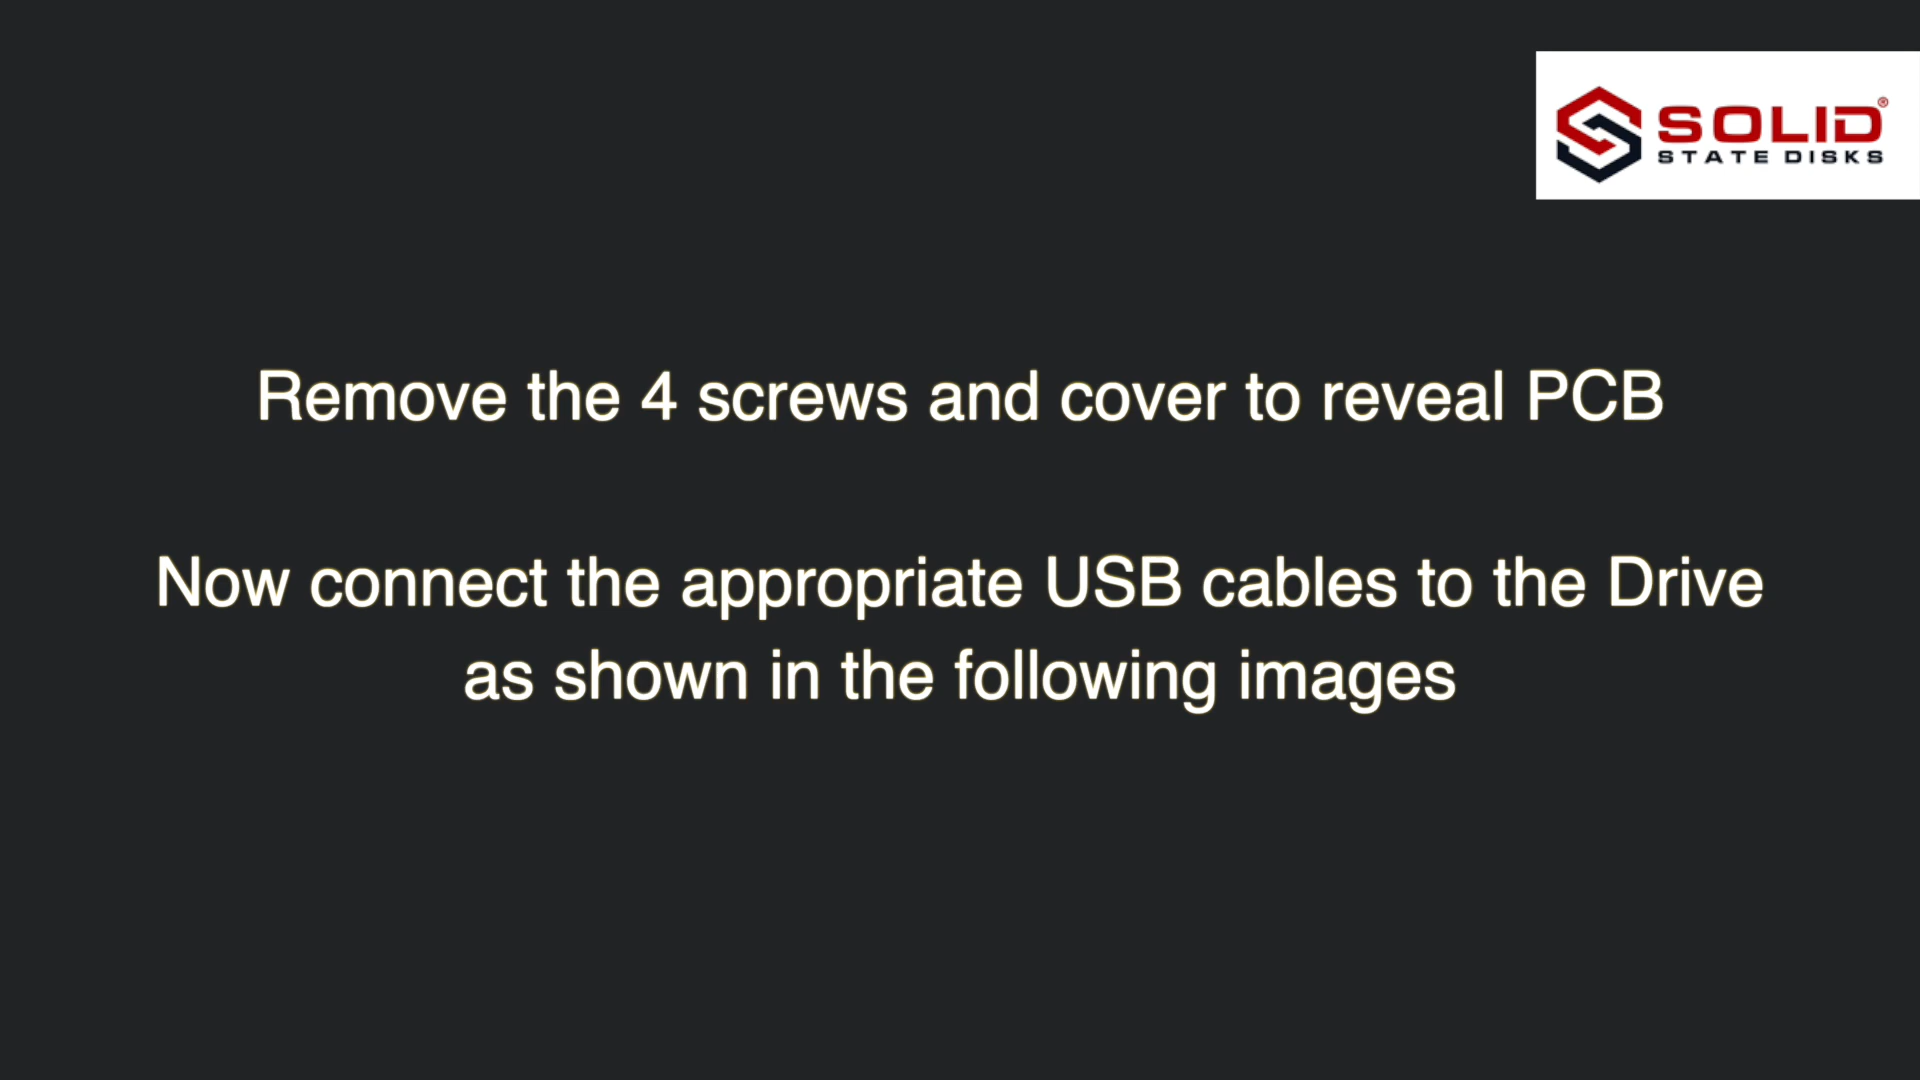 SOLID®
STATE DISKS
Remove the 4 screws and cover to reveal PCB
Now connect the appropriate USB cables to the Drive
as shown in the following images